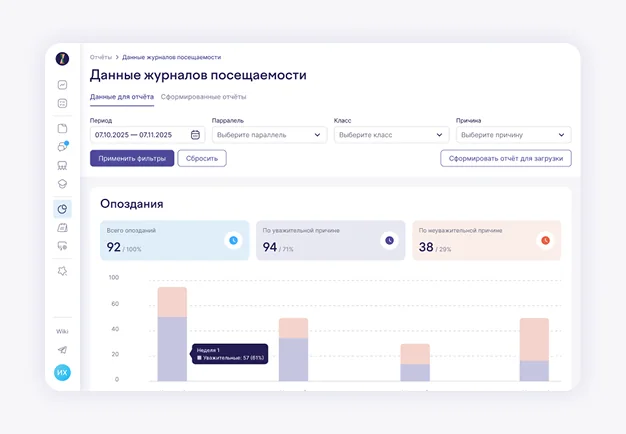 Отчёты > Данные журналов посещаемости
Данные журналов посещаемости
Данные для отчёта Сформированные отчёты
Период
07.10.2025 — 07.11.2025
Парралель
Выберите параллель
Класс
Выберите класс
Причина
Выберите причину
Применить фильтры Сбросить Сформировать отчёт для загрузки
Опоздания
Всего опозданий
92 / 100%
По уважительной причине
94 / 71%
По неуважительной причине
38 / 29%
100
60
40
20
0
Неделя 1
Уважительные: 57 (61%)
Wiki
ИХ